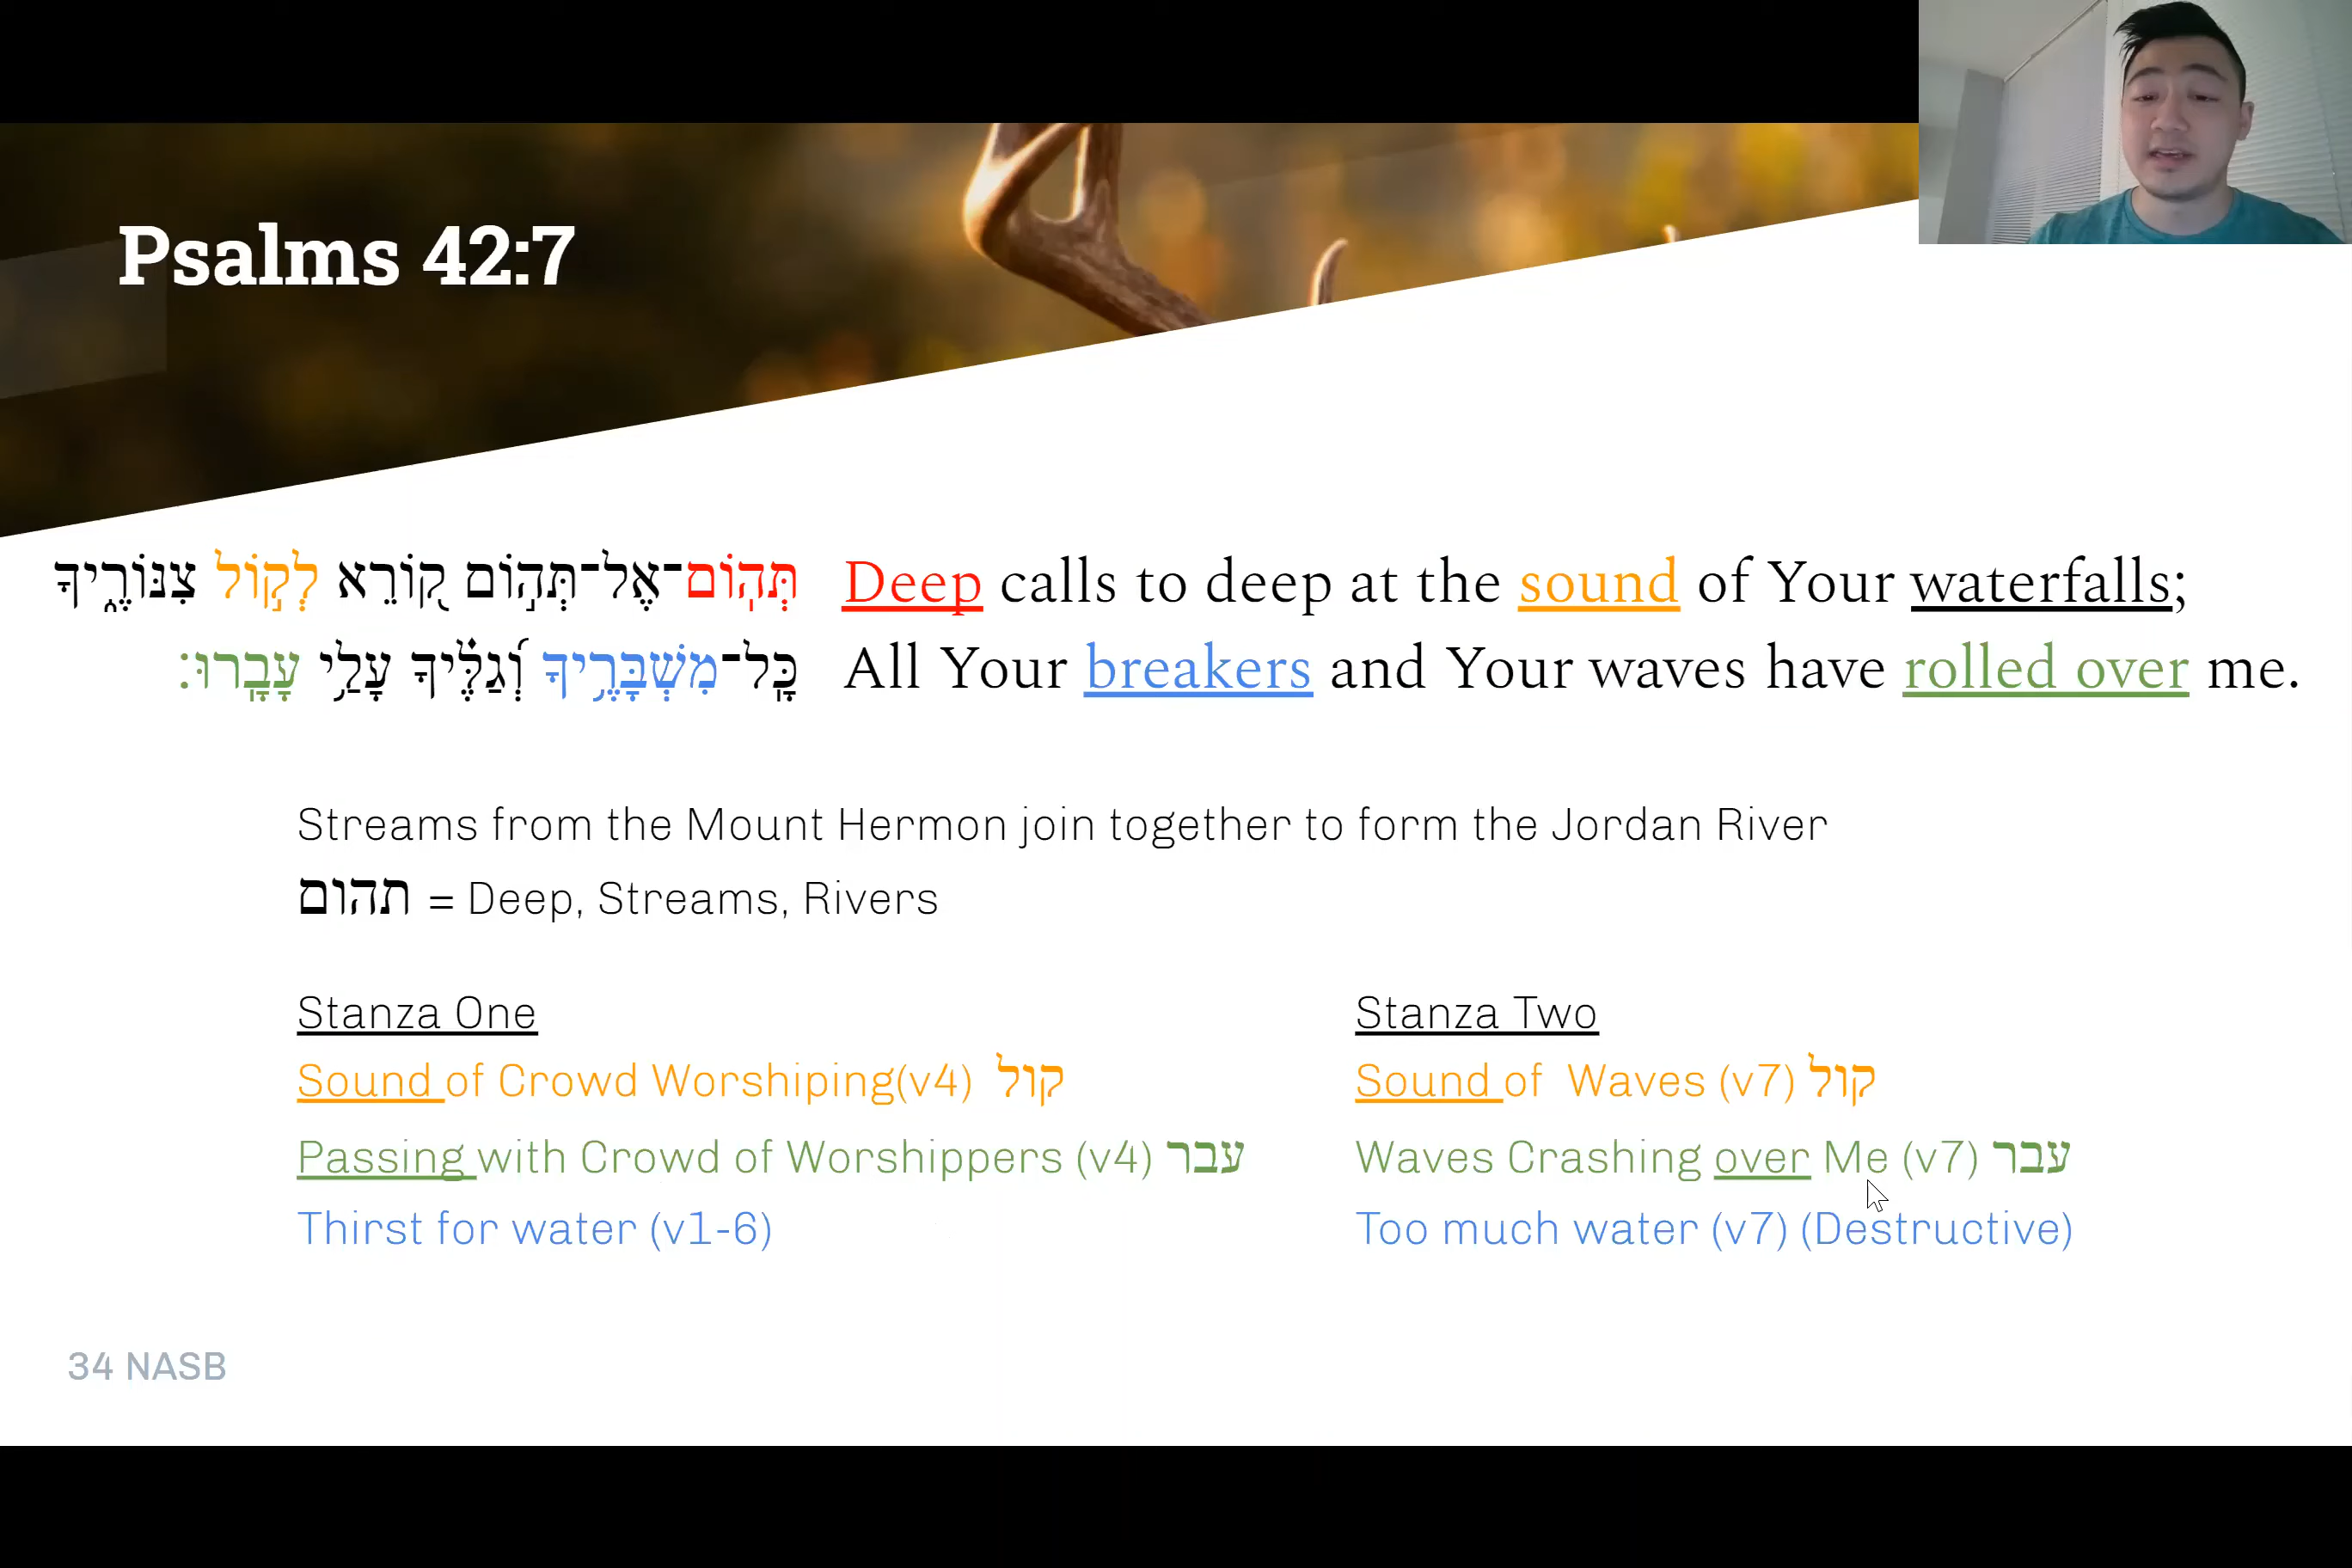 Psalms 42:7
תְּהֽוֹם־אֶל־תְּה֣וֹם ק֭וֹרֵא לְק֣וֹל צִנּוֹרֶ֑יךָ
Deep calls to deep at the sound of Your waterfalls;
כָּֽל־מִשְׁבָּרֶ֥יךָ וְ֝גַלֶּ֗יךָ עָלַ֥י עָבָֽרוּ׃
All Your breakers and Your waves have rolled over me.
Streams from the Mount Hermon join together to form the Jordan River
תהום = Deep, Streams, Rivers
Stanza One
Sound of Crowd Worshiping(v4) קול
Passing with Crowd of Worshippers (v4) עבר
Thirst for water (v1-6)
Stanza Two
Sound of Waves (v7) קול
Waves Crashing over Me (v7) עבר
Too much water (v7) (Destructive)
34 NASB